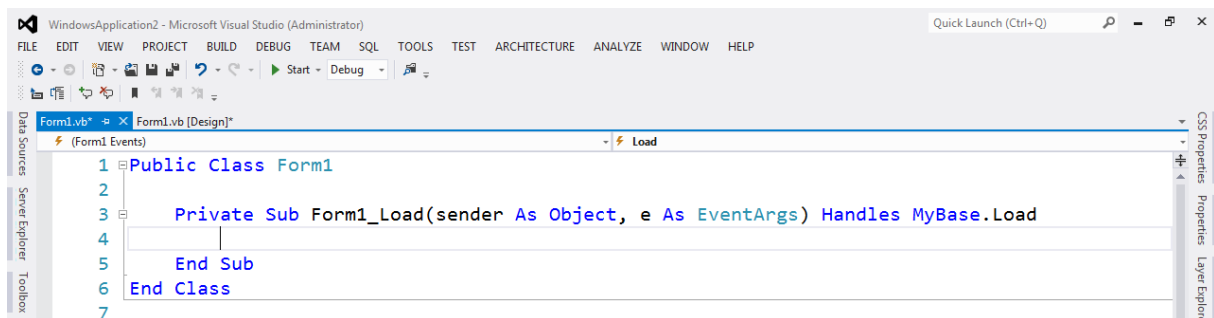 WindowsApplication2 - Microsoft Visual Studio (Administrator) Quick Launch (Ctrl+Q)
FILE EDIT VIEW PROJECT BUILD DEBUG TEAM SQL TOOLS TEST ARCHITECTURE ANALYZE WINDOW HELP
Start Debug
Form1.vb* Form1.vb [Design]*
(Form1 Events) Load
1 Public Class Form1
2
3 Private Sub Form1_Load(sender As Object, e As EventArgs) Handles MyBase.Load
4
5 End Sub
6 End Class
7
Data Sources
Server Explorer
Toolbox
CSS Properties
Properties
Layer Explor